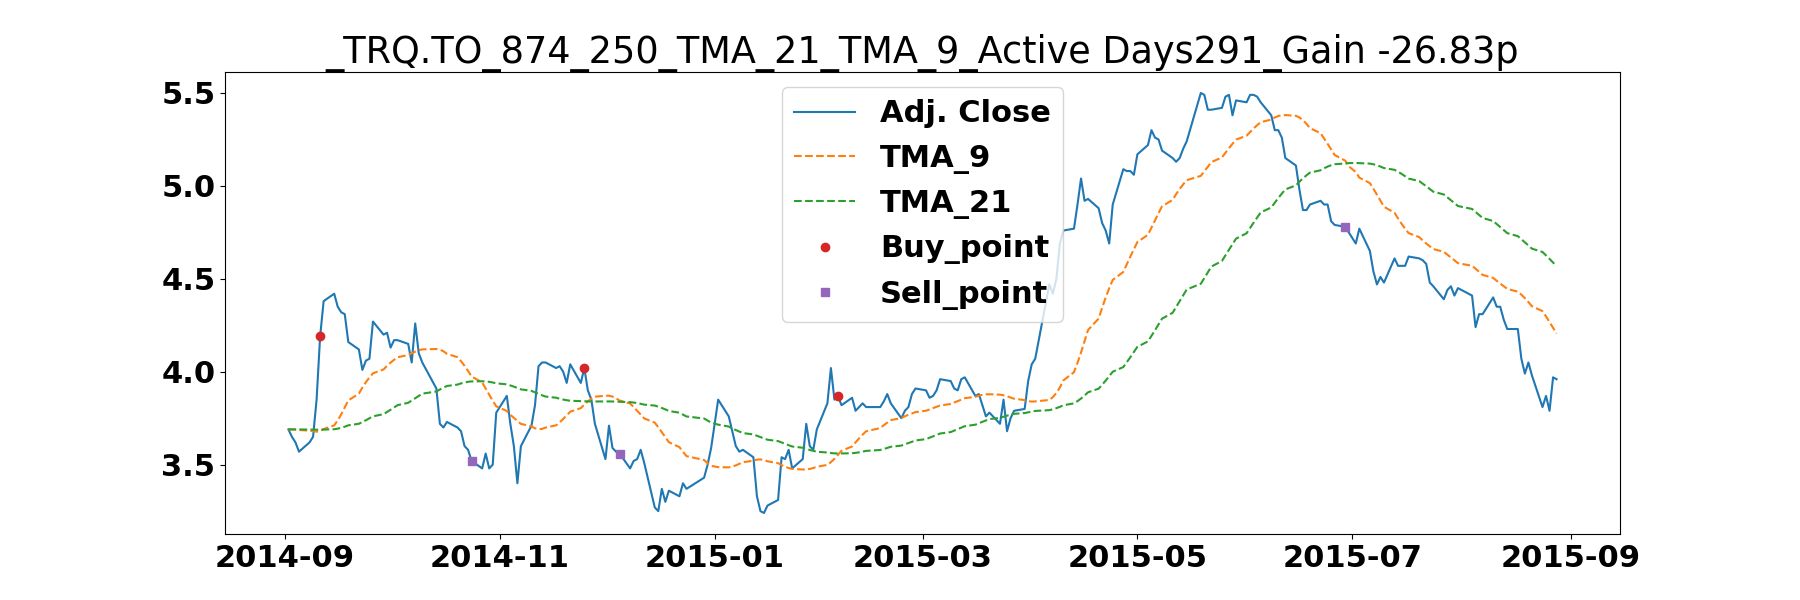 _TRQ.TO_874_250_TMA_21_TMA_9_Active Days291_Gain -26.83p
5.5
5.0
4.5
4.0
3.5
Adj. Close
TMA_9
TMA_21
Buy_point
Sell_point
2014-09 2014-11 2015-01 2015-03 2015-05 2015-07 2015-09